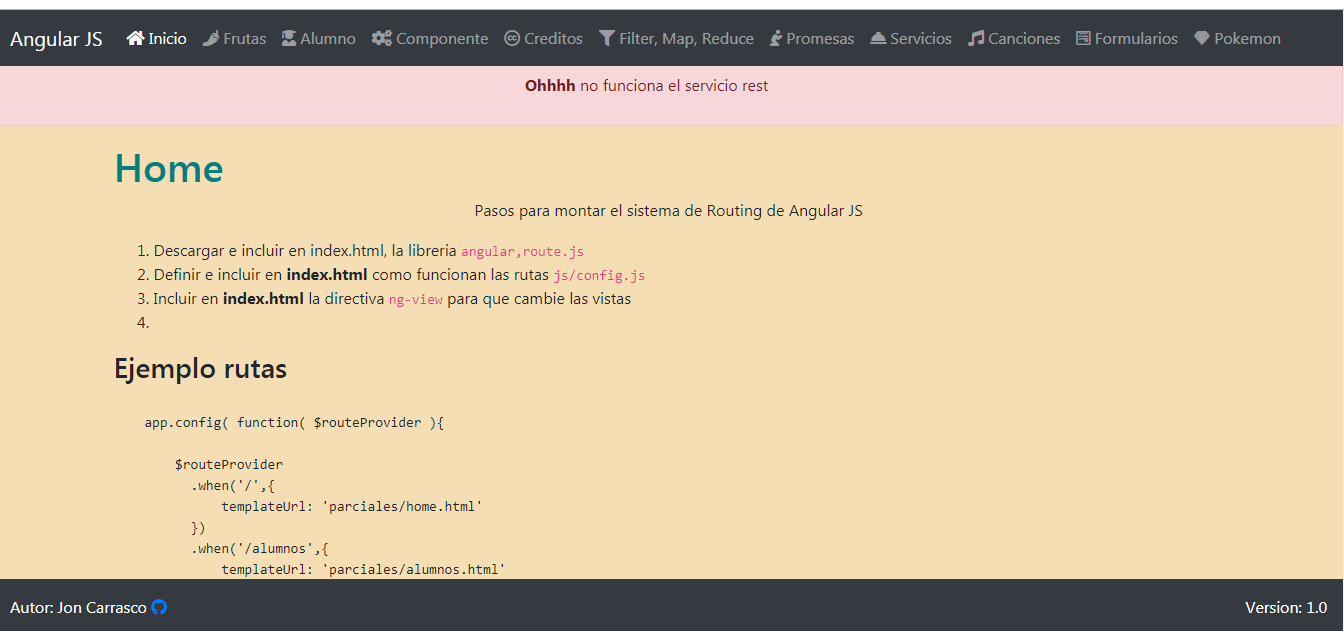 Angular JS Inicio Frutas Alumno Componente Creditos Filter, Map, Reduce Promesas Servicios Canciones Formularios Pokemon
Ohhhh no funciona el servicio rest
Home
Pasos para montar el sistema de Routing de Angular JS
1. Descargar e incluir en index.html, la libreria angular,route.js
2. Definir e incluir en index.html como funcionan las rutas js/config.js
3. Incluir en index.html la directiva ng-view para que cambie las vistas
4.
Ejemplo rutas
app.config( function( $routeProvider ){
$routeProvider
.when('/',{
templateUrl: 'parciales/home.html'
})
.when('/alumnos',{
templateUrl: 'parciales/alumnos.html'
Autor: Jon Carrasco Version: 1.0